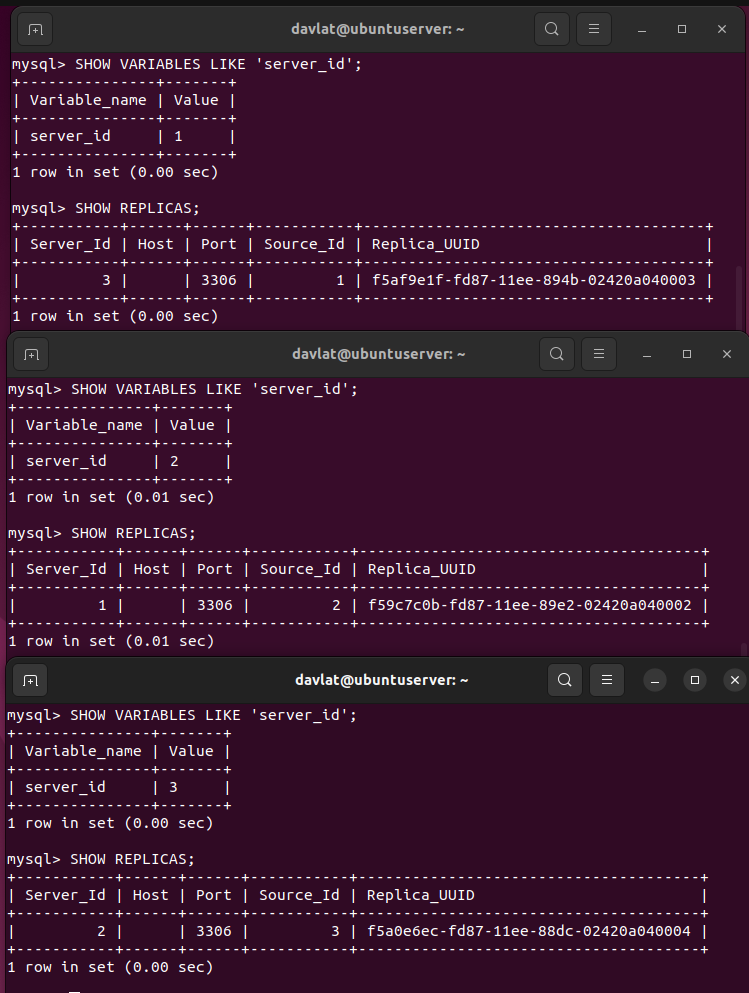 davlat@ubuntuserver: ~
mysql> SHOW VARIABLES LIKE 'server_id';
+---------------+-------+
| Variable_name | Value |
+---------------+-------+
| server_id     | 1     |
+---------------+-------+
1 row in set (0.00 sec)

mysql> SHOW REPLICAS;
+-----------+------+------+-----------+--------------------------------------+
| Server_Id | Host | Port | Source_Id | Replica_UUID                         |
+-----------+------+------+-----------+--------------------------------------+
|         3 |      | 3306 |         1 | f5af9e1f-fd87-11ee-894b-02420a040003 |
+-----------+------+------+-----------+--------------------------------------+
1 row in set (0.00 sec)
davlat@ubuntuserver: ~
mysql> SHOW VARIABLES LIKE 'server_id';
+---------------+-------+
| Variable_name | Value |
+---------------+-------+
| server_id     | 2     |
+---------------+-------+
1 row in set (0.01 sec)

mysql> SHOW REPLICAS;
+-----------+------+------+-----------+--------------------------------------+
| Server_Id | Host | Port | Source_Id | Replica_UUID                         |
+-----------+------+------+-----------+--------------------------------------+
|         1 |      | 3306 |         2 | f59c7c0b-fd87-11ee-89e2-02420a040002 |
+-----------+------+------+-----------+--------------------------------------+
1 row in set (0.01 sec)
davlat@ubuntuserver: ~
mysql> SHOW VARIABLES LIKE 'server_id';
+---------------+-------+
| Variable_name | Value |
+---------------+-------+
| server_id     | 3     |
+---------------+-------+
1 row in set (0.00 sec)

mysql> SHOW REPLICAS;
+-----------+------+------+-----------+--------------------------------------+
| Server_Id | Host | Port | Source_Id | Replica_UUID                         |
+-----------+------+------+-----------+--------------------------------------+
|         2 |      | 3306 |         3 | f5a0e6ec-fd87-11ee-88dc-02420a040004 |
+-----------+------+------+-----------+--------------------------------------+
1 row in set (0.00 sec)